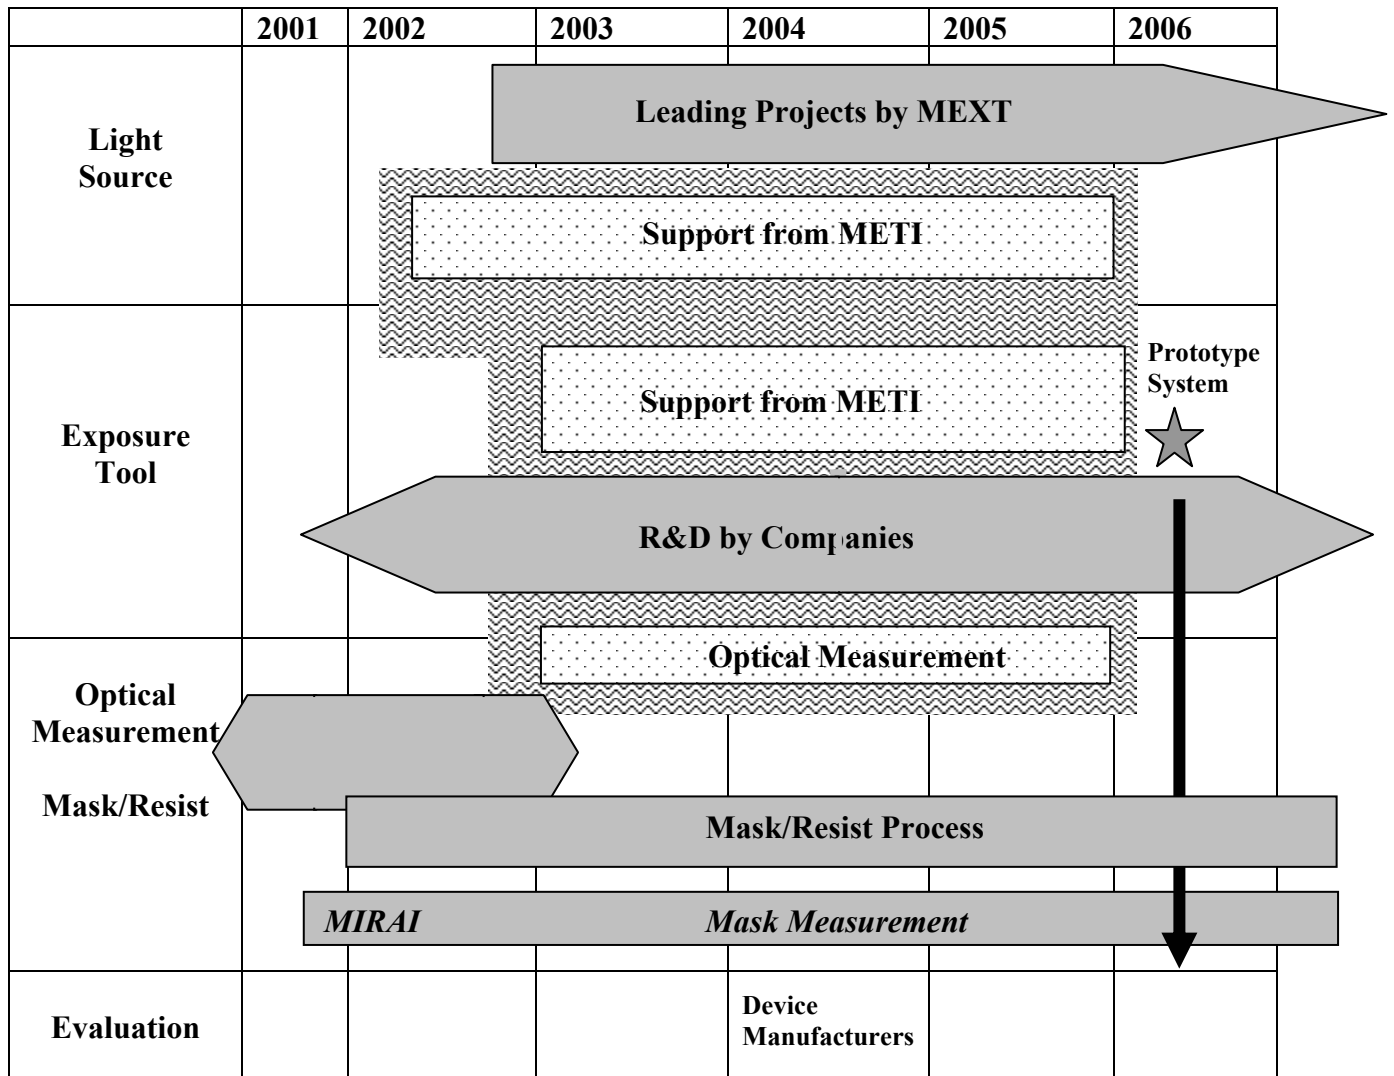 2001 2002 2003 2004 2005 2006
Light
Source
Leading Projects by MEXT
Support from METI
Exposure
Tool
Support from METI
Prototype
System
R&D by Companies
Optical
Measurement
Mask/Resist
Optical Measurement
Mask/Resist Process
MIRAI Mask Measurement
Evaluation
Device
Manufacturers